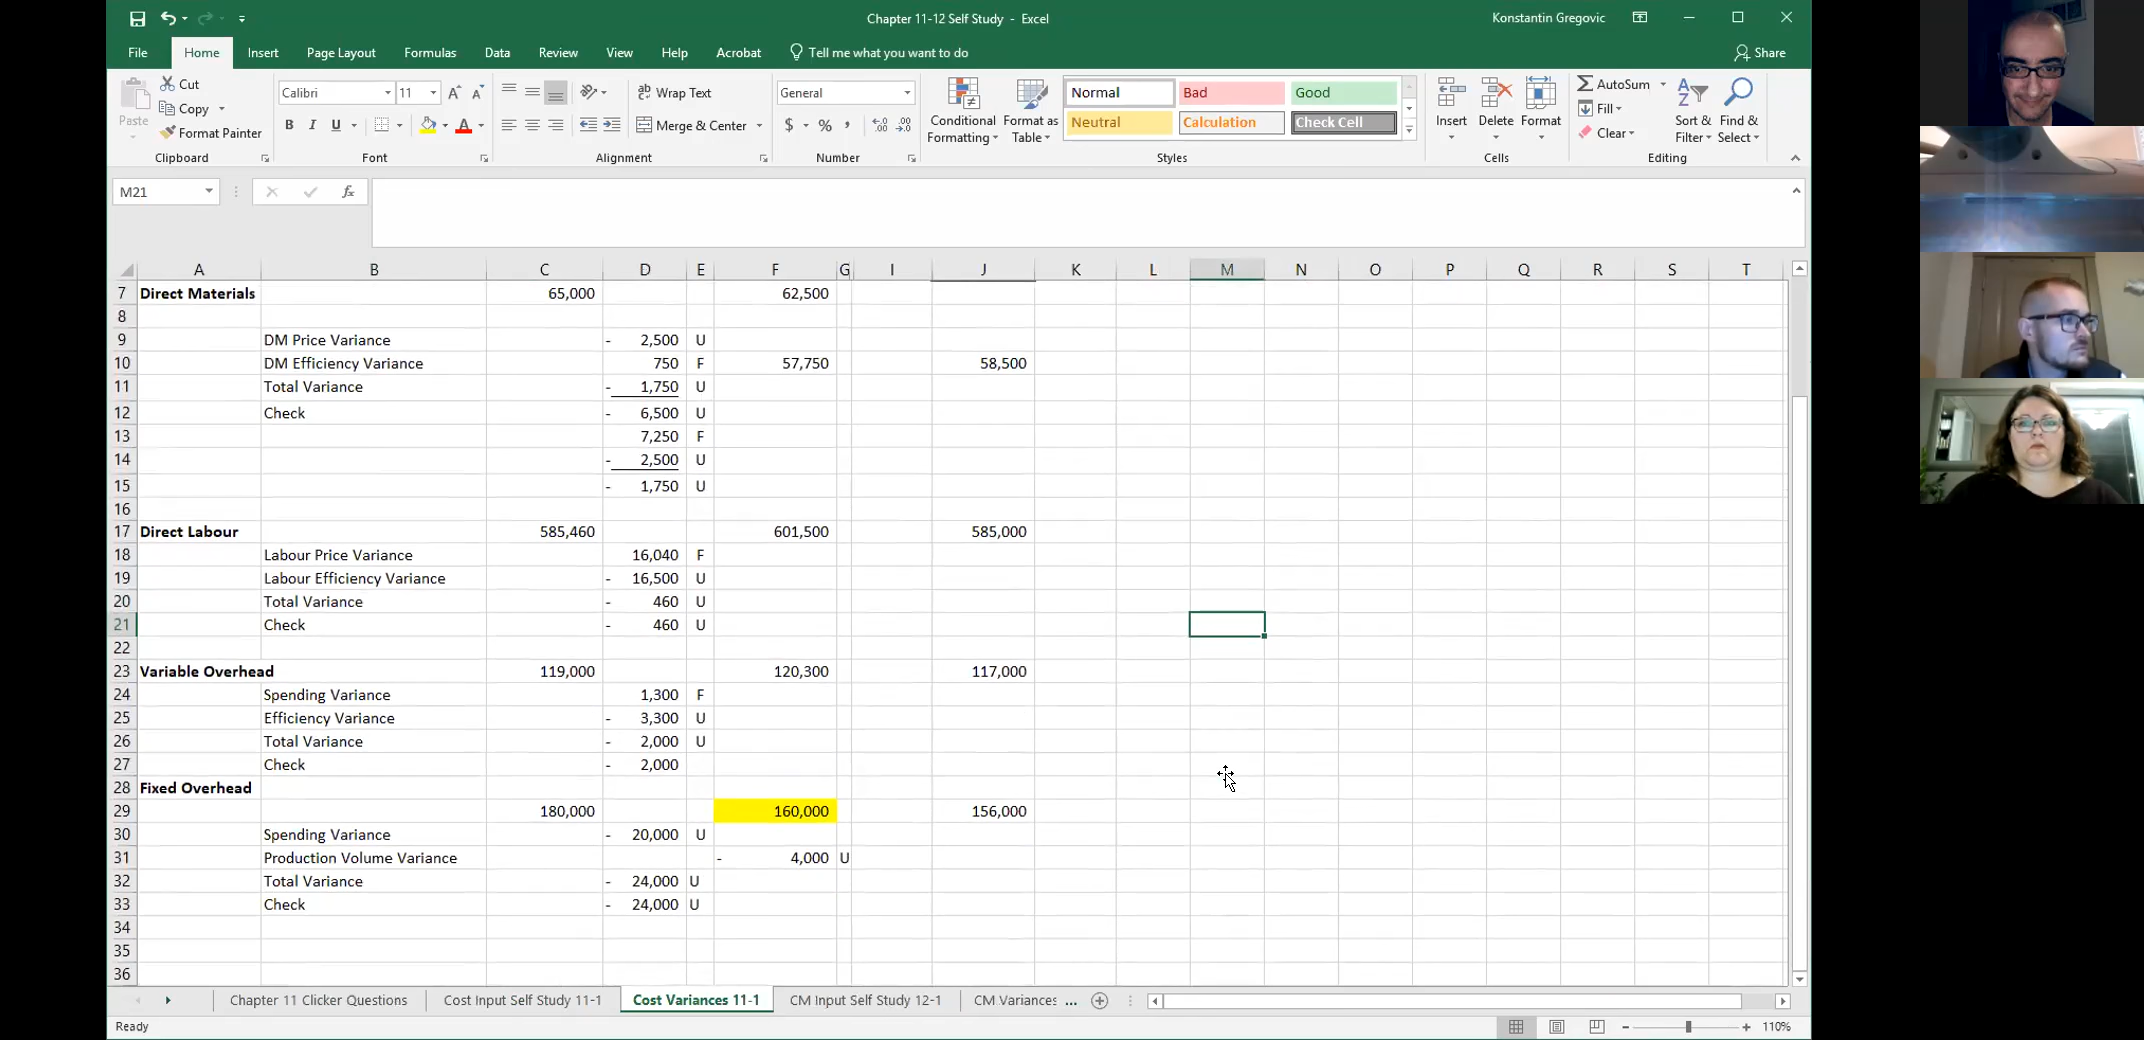 Chapter 11-12 Self Study - Excel
Konstantin Gregovic
File Home Insert Page Layout Formulas Data Review View Help Acrobat Tell me what you want to do Share
Paste
Cut
Copy
Format Painter
Clipboard
Calibri 11
B I U
Font
Wrap Text
Merge & Center
Alignment
General
$ % ,
Number
Conditional Formatting
Format as Table
Normal Bad Good
Neutral Calculation Check Cell
Styles
Insert Delete Format
Cells
AutoSum
Fill
Clear
Sort & Filter
Find & Select
Editing
M21 fx
A B C D E F G I J K L M N O P Q R S T
7 Direct Materials 65,000 62,500
8
9 DM Price Variance - 2,500 U
10 DM Efficiency Variance 750 F 57,750 58,500
11 Total Variance - 1,750 U
12 Check - 6,500 U
13 7,250 F
14 - 2,500 U
15 - 1,750 U
16
17 Direct Labour 585,460 601,500 585,000
18 Labour Price Variance 16,040 F
19 Labour Efficiency Variance - 16,500 U
20 Total Variance - 460 U
21 Check - 460 U
22
23 Variable Overhead 119,000 120,300 117,000
24 Spending Variance 1,300 F
25 Efficiency Variance - 3,300 U
26 Total Variance - 2,000 U
27 Check - 2,000
28 Fixed Overhead
29 180,000 160,000 156,000
30 Spending Variance - 20,000 U
31 Production Volume Variance - 4,000 U
32 Total Variance - 24,000 U
33 Check - 24,000 U
34
35
36
Chapter 11 Clicker Questions Cost Input Self Study 11-1 Cost Variances 11-1 CM Input Self Study 12-1 CM Variances ...
Ready 110%